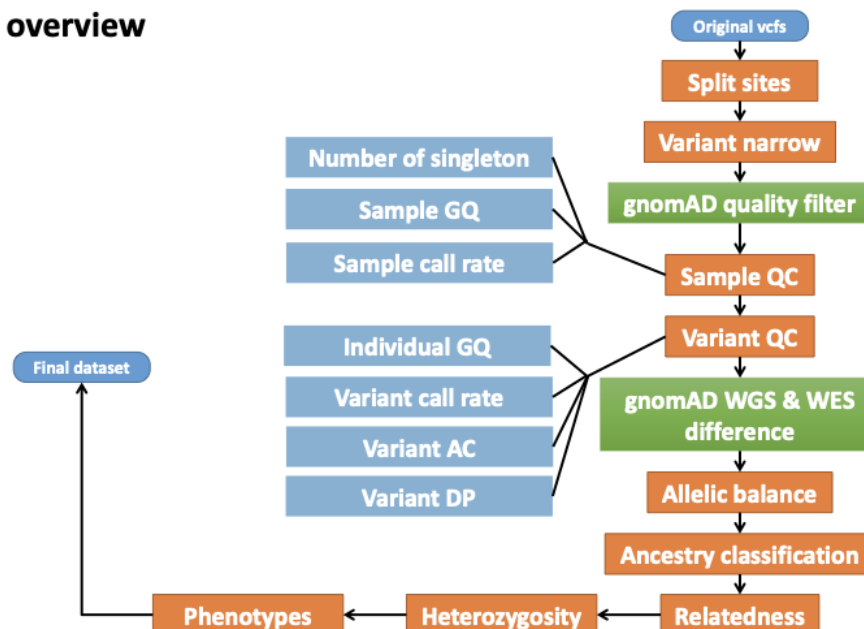 overview
Original vcfs
Split sites
Variant narrow
gnomAD quality filter
Number of singleton
Sample GQ
Sample call rate
Sample QC
Variant QC
Individual GQ
Variant call rate
Variant AC
Variant DP
Final dataset
gnomAD WGS & WES
difference
Allelic balance
Ancestry classification
Relatedness
Heterozygosity
Phenotypes